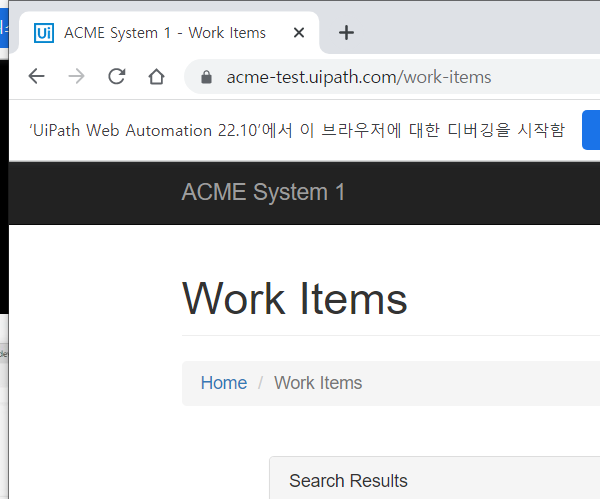 Ui ACME System 1 - Work Items
acme-test.uipath.com/work-items
'UiPath Web Automation 22.10'에서 이 브라우저에 대한 디버깅을 시작함
ACME System 1
Work Items
Home / Work Items
Search Results